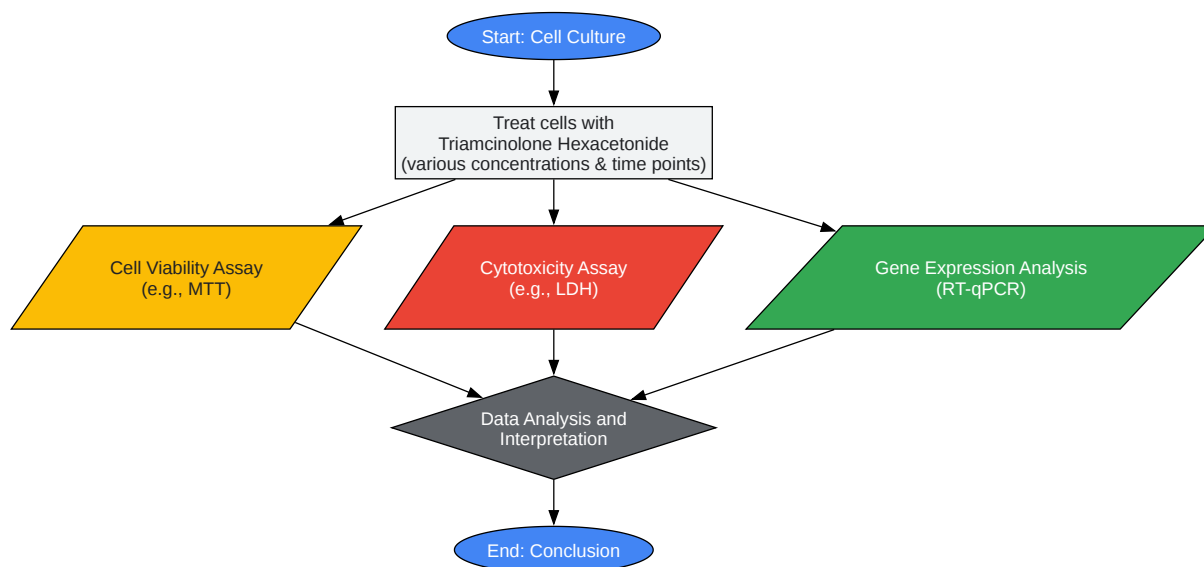 Start: Cell Culture
Treat cells with
Triamcinolone Hexacetonide
(various concentrations & time points)
Cell Viability Assay
(e.g., MTT)
Cytotoxicity Assay
(e.g., LDH)
Gene Expression Analysis
(RT-qPCR)
Data Analysis and
Interpretation
End: Conclusion